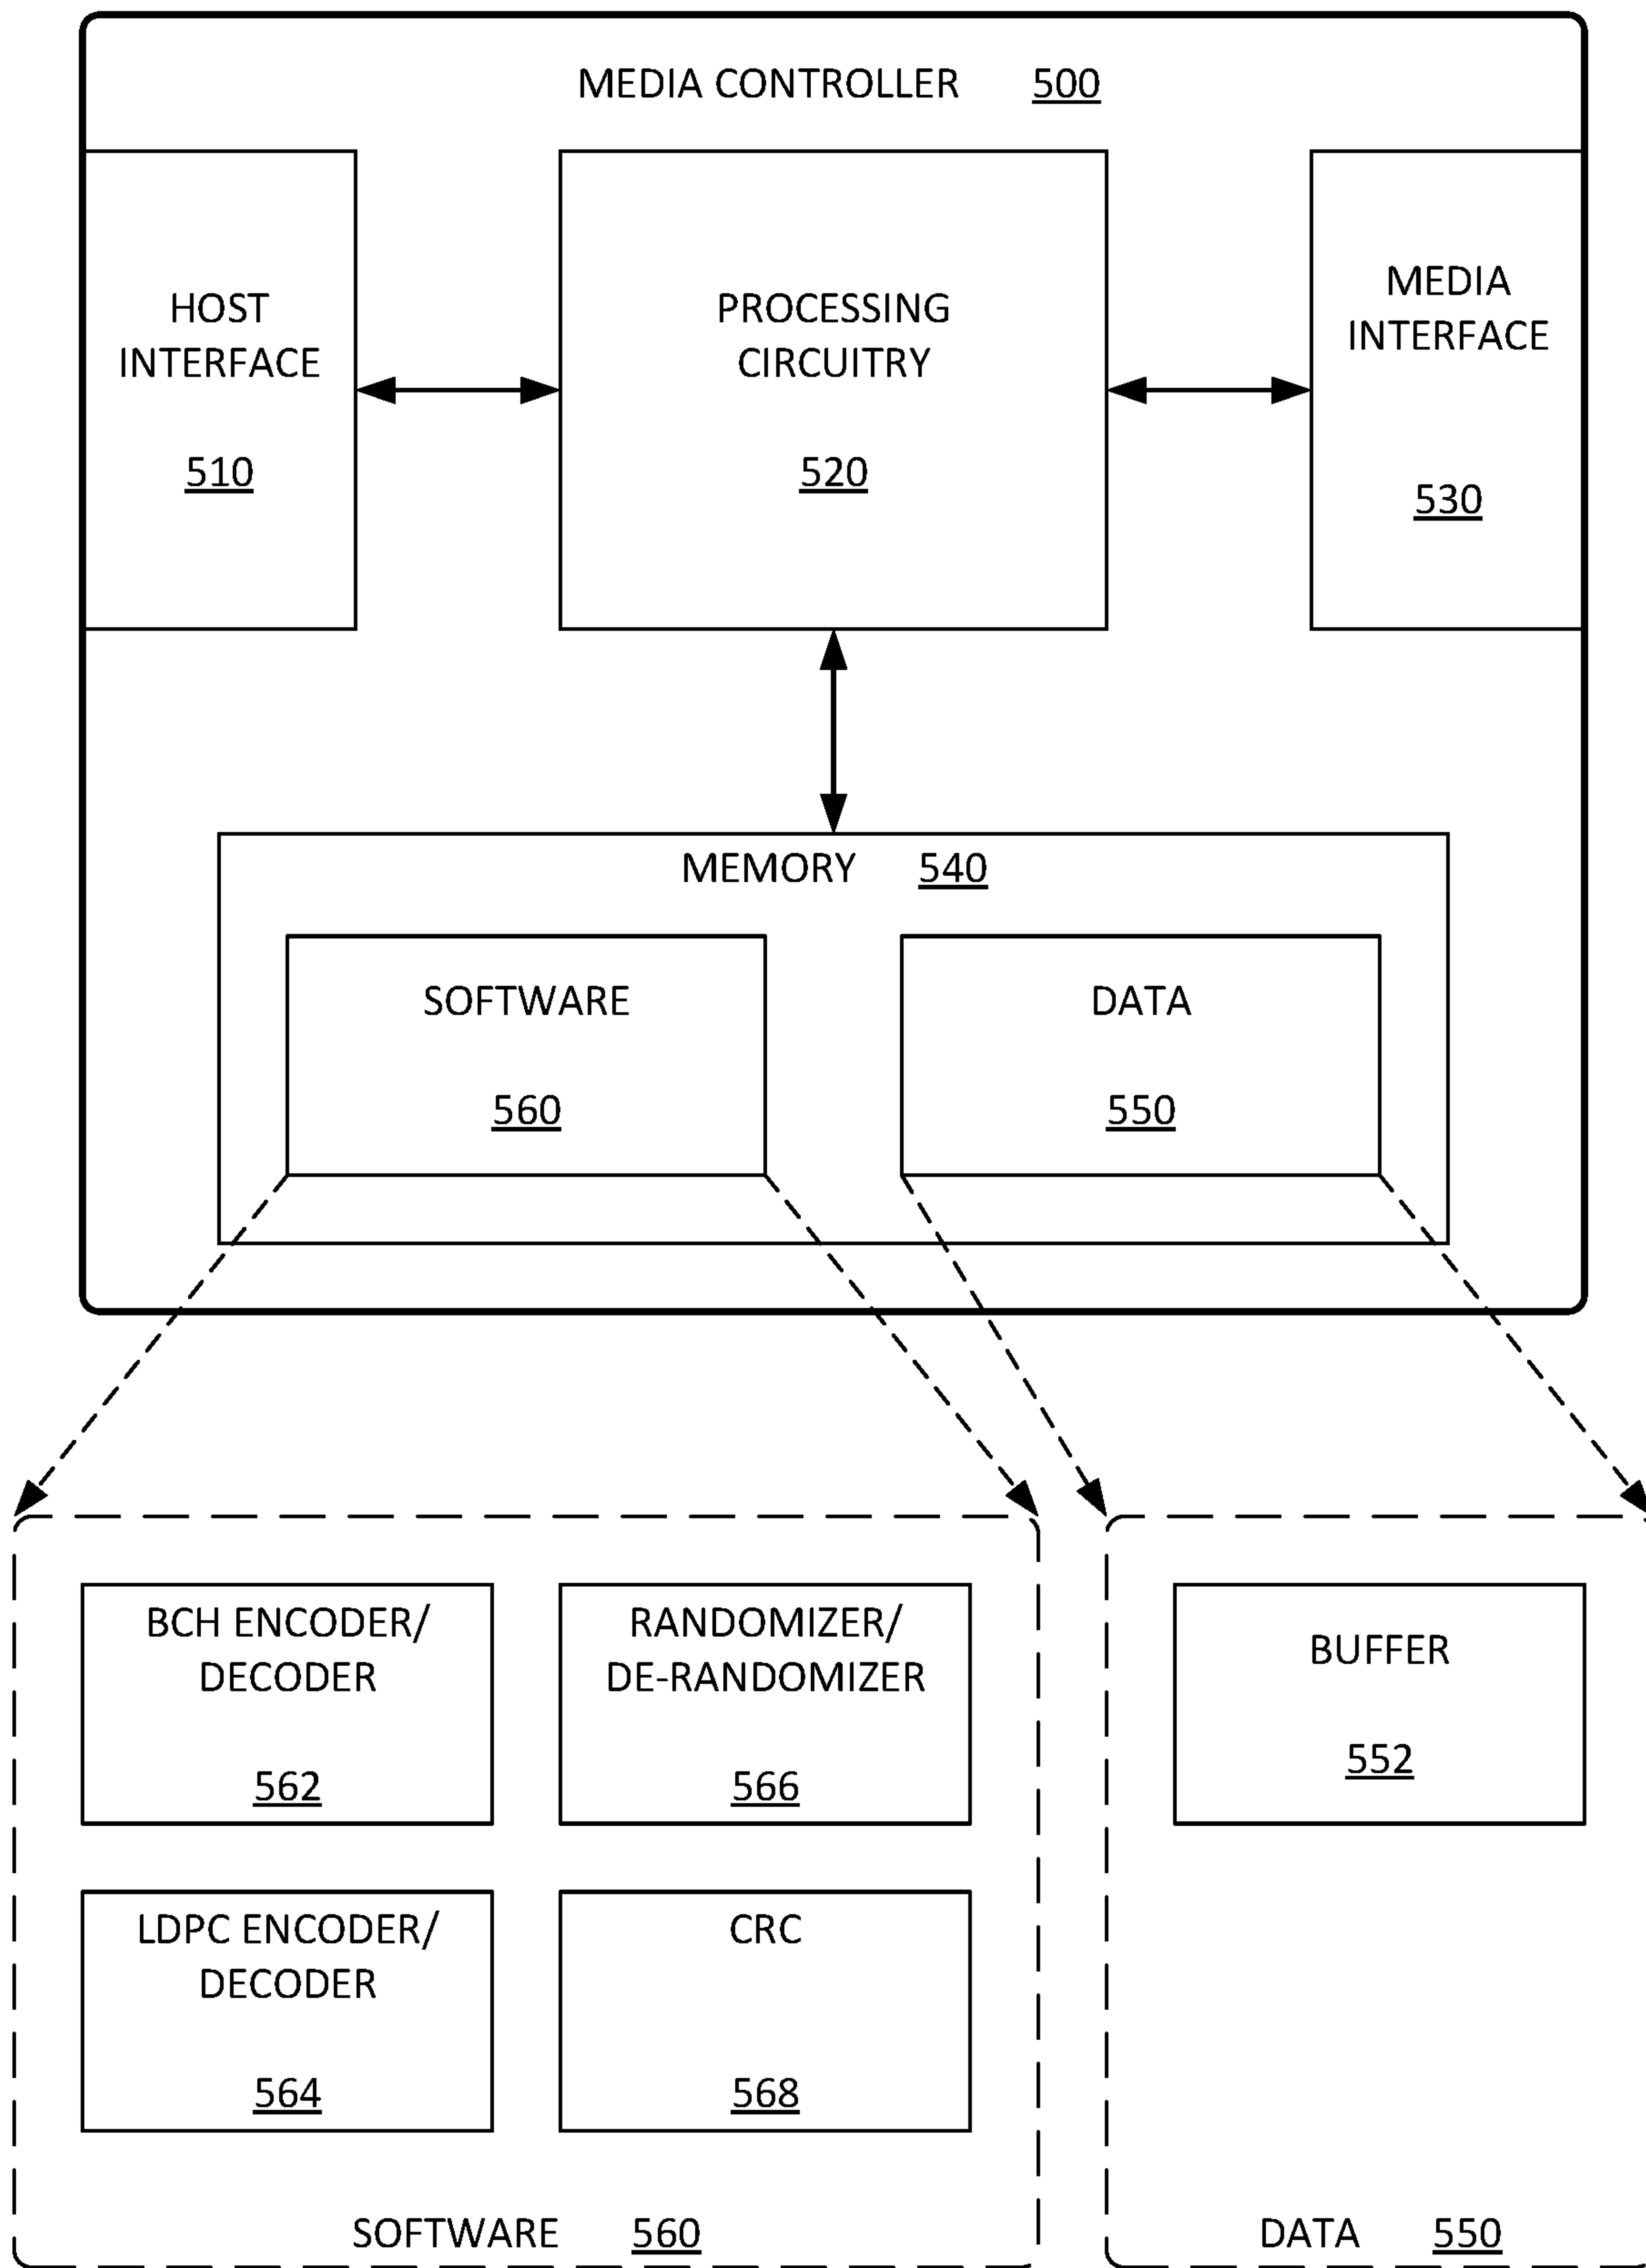 MEDIA CONTROLLER 500
HOST
INTERFACE
510
PROCESSING
CIRCUITRY
520
MEDIA
INTERFACE
530
MEMORY 540
SOFTWARE
560
DATA
550
BCH ENCODER/
DECODER
562
RANDOMIZER/
DE-RANDOMIZER
566
LDPC ENCODER/
DECODER
564
CRC
568
SOFTWARE 560
BUFFER
552
DATA 550